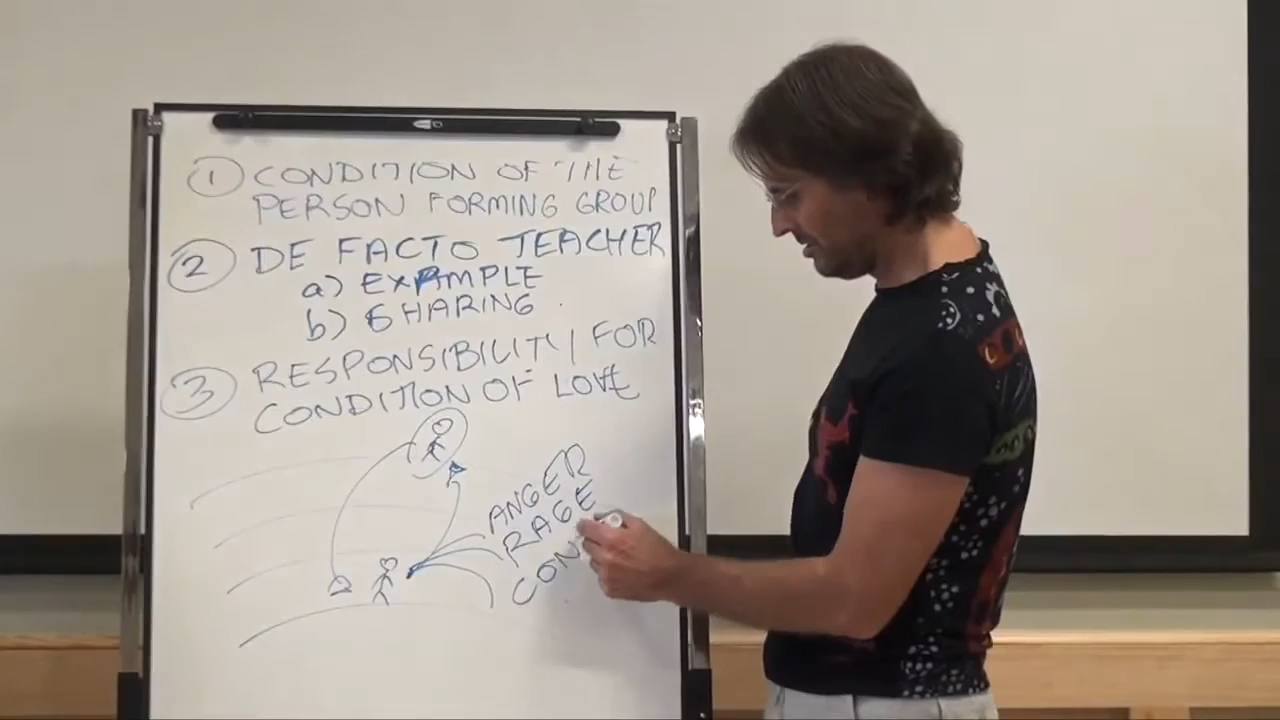 1 CONDITION OF THE
PERSON FORMING GROUP
2 DE FACTO TEACHER
a) EXAMPLE
b) SHARING
3 RESPONSIBILITY FOR
CONDITION OF LOVE
ANGER
RAGE
CON